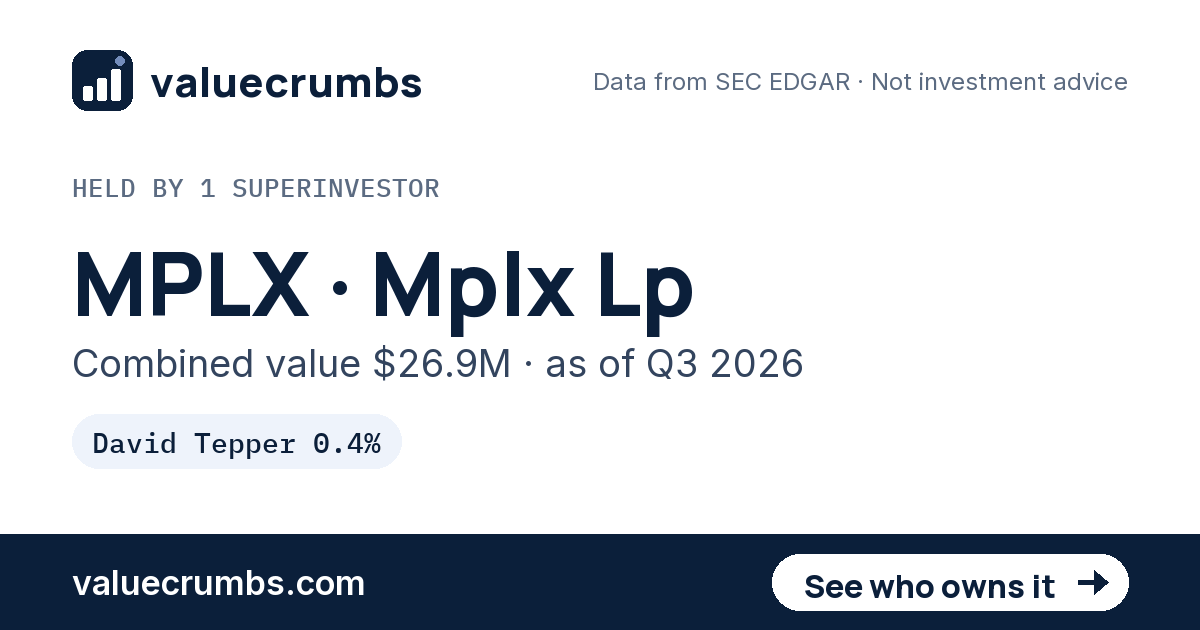 valuecrumbs
Data from SEC EDGAR · Not investment advice
HELD BY 1 SUPERINVESTOR
MPLX · Mplx Lp
Combined value $26.9M · as of Q3 2026
David Tepper 0.4%
valuecrumbs.com
See who owns it →